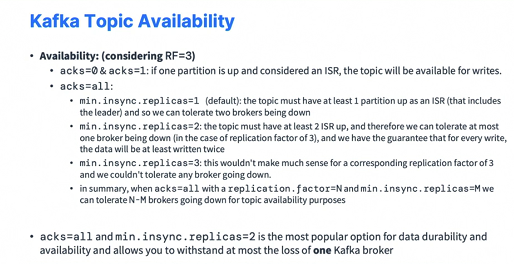 Kafka Topic Availability
• Availability: (considering RF=3)
• acks=0 & acks=1: if one partition is up and considered an ISR, the topic will be available for writes.
• acks=all:
• min.insync.replicas=1 (default): the topic must have at least 1 partition up as an ISR (that includes
the leader) and so we can tolerate two brokers being down
• min.insync.replicas=2: the topic must have at least 2 ISR up, and therefore we can tolerate at most
one broker being down (in the case of replication factor of 3), and we have the guarantee that for every write,
the data will be at least written twice
• min.insync.replicas=3: this wouldn't make much sense for a corresponding replication factor of 3
and we couldn't tolerate any broker going down.
• in summary, when acks=all with a replication.factor=N and min.insync.replicas=M we
can tolerate N-M brokers going down for topic availability purposes
• acks=all and min.insync.replicas=2 is the most popular option for data durability and
availability and allows you to withstand at most the loss of one Kafka broker